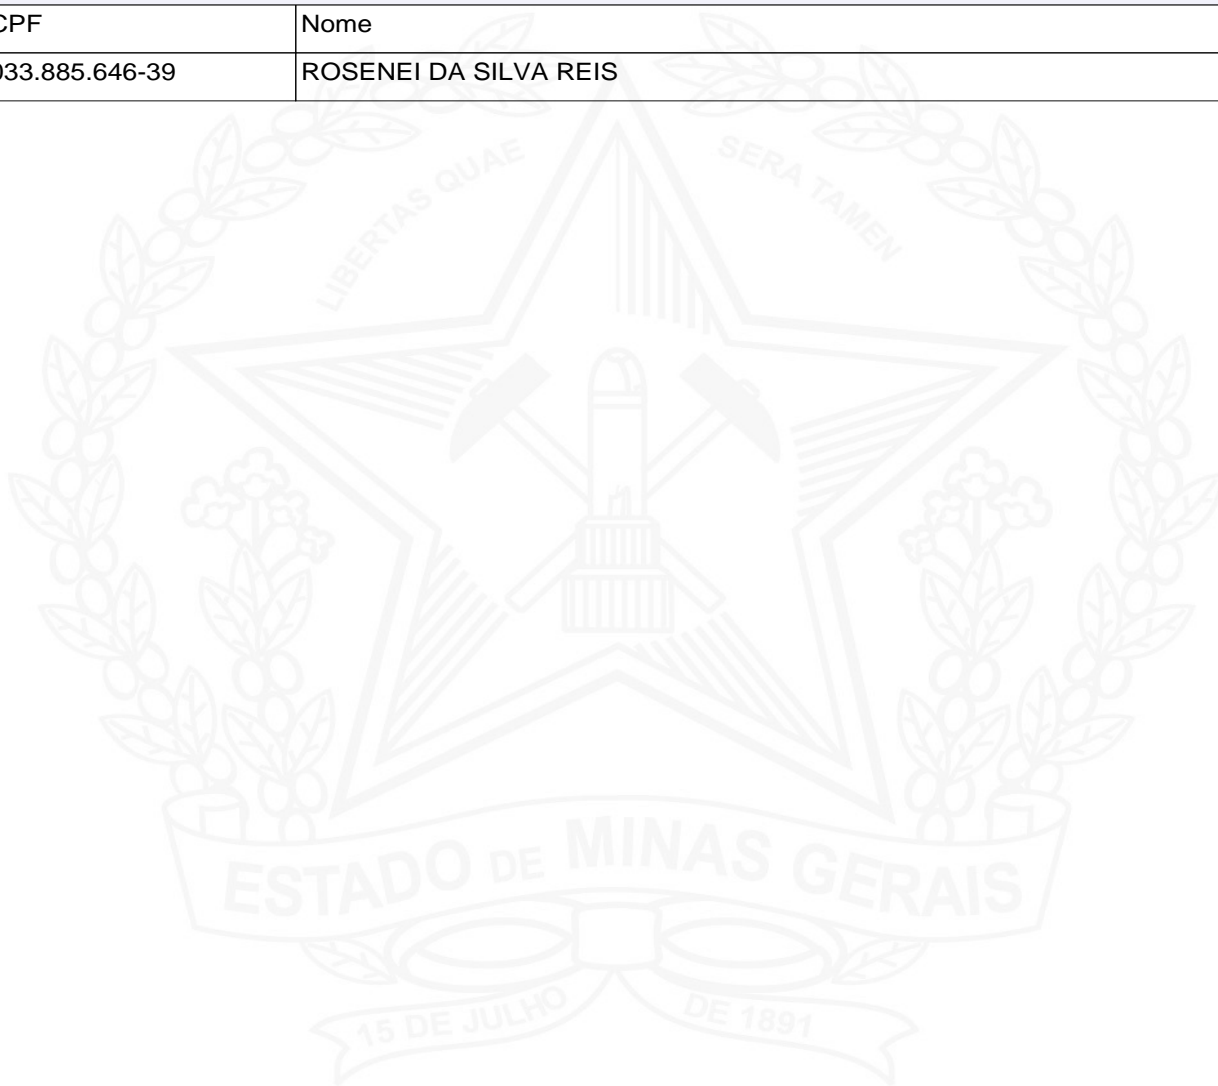 CPF Nome
033.885.646-39 ROSENEI DA SILVA REIS
LIBERTAS QUAE SERA TAMEN
ESTADO DE MINAS GERAIS
15 DE JULHO DE 1891